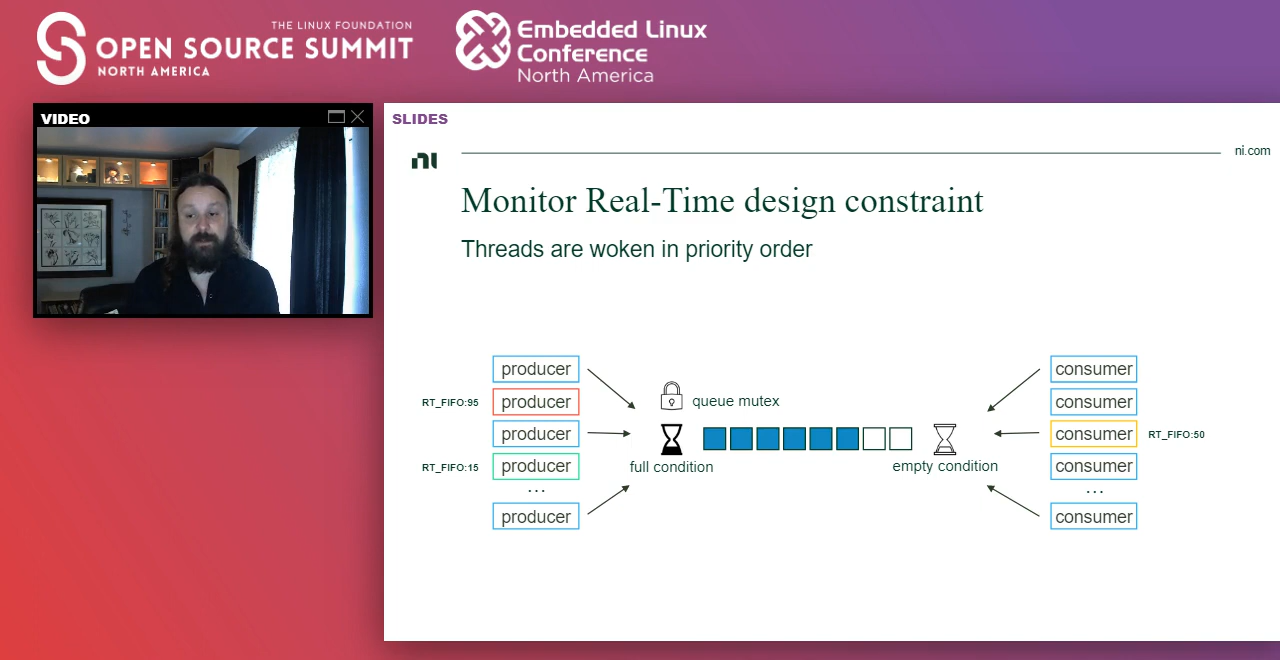 THE LINUX FOUNDATION
OPEN SOURCE SUMMIT
NORTH AMERICA
Embedded Linux
Conference
North America
VIDEO
SLIDES
ni
ni.com
Monitor Real-Time design constraint
Threads are woken in priority order
producer
RT_FIFO:95 producer
producer
RT_FIFO:15 producer
...
producer
queue mutex
full condition
empty condition
consumer
consumer
consumer RT_FIFO:50
consumer
...
consumer